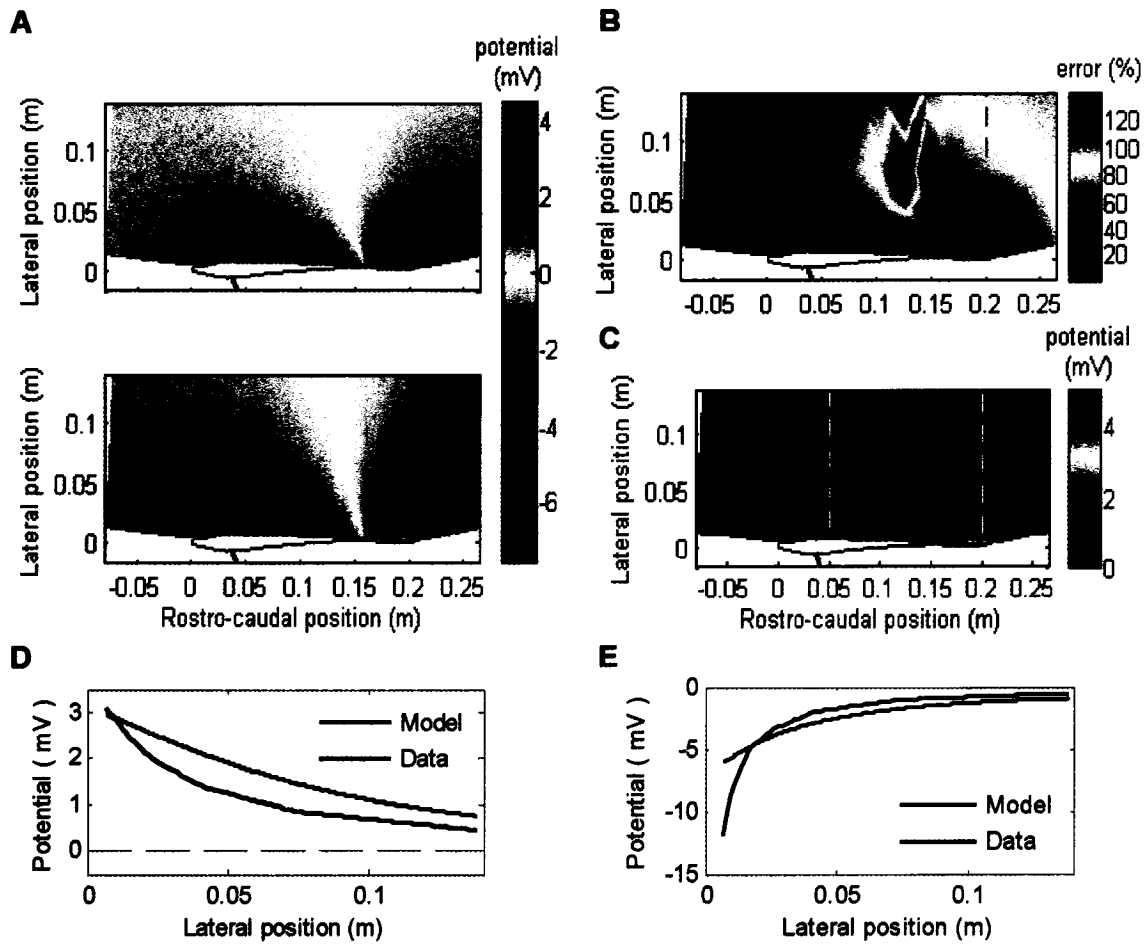 A
potential
(mV)
4
2
0
-2
-4
-6
Lateral position (m)
0.1
0.05
0
Lateral position (m)
0.1
0.05
0
-0.05 0 0.05 0.1 0.15 0.2 0.25
Rostro-caudal position (m)
B
error (%)
120
100
80
60
40
20
Lateral position (m)
0.1
0.05
0
-0.05 0 0.05 0.1 0.15 0.2 0.25
C
potential
(mV)
4
2
0
Lateral position (m)
0.1
0.05
0
-0.05 0 0.05 0.1 0.15 0.2 0.25
Rostro-caudal position (m)
D
Potential ( mV )
3
2
1
0
Model
Data
0 0.05 0.1
Lateral position (m)
E
Potential ( mV )
0
-5
-10
-15
Model
Data
0 0.05 0.1
Lateral position (m)